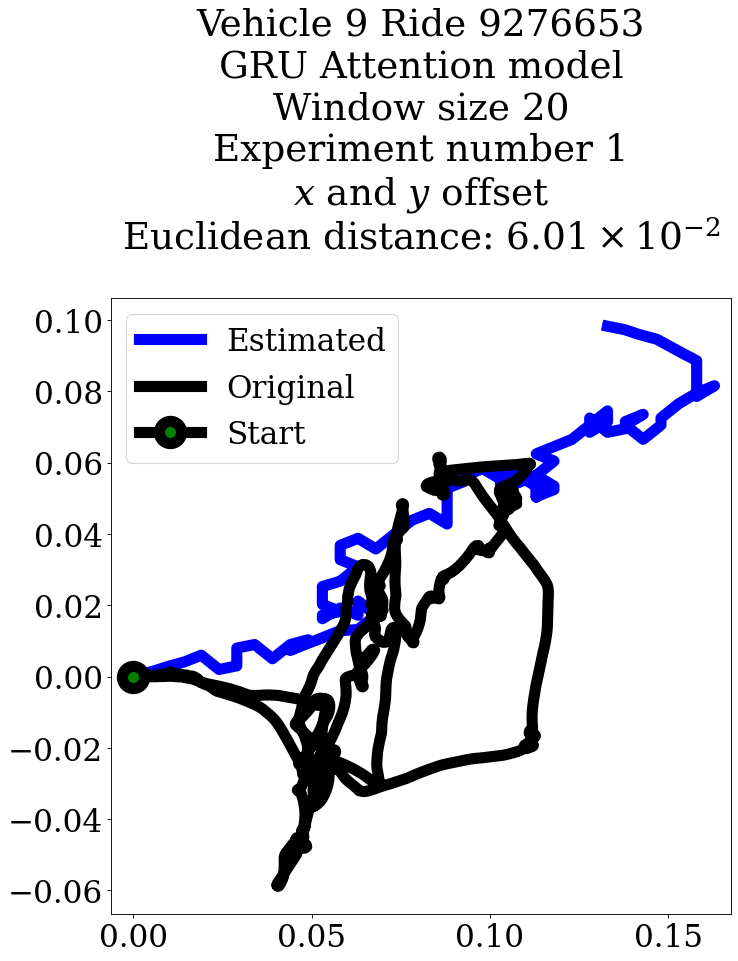 Vehicle 9 Ride 9276653
GRU Attention model
Window size 20
Experiment number 1
x and y offset
Euclidean distance: 6.01 × 10⁻²
Estimated
Original
Start
0.10
0.08
0.06
0.04
0.02
0.00
−0.02
−0.04
−0.06
0.00 0.05 0.10 0.15